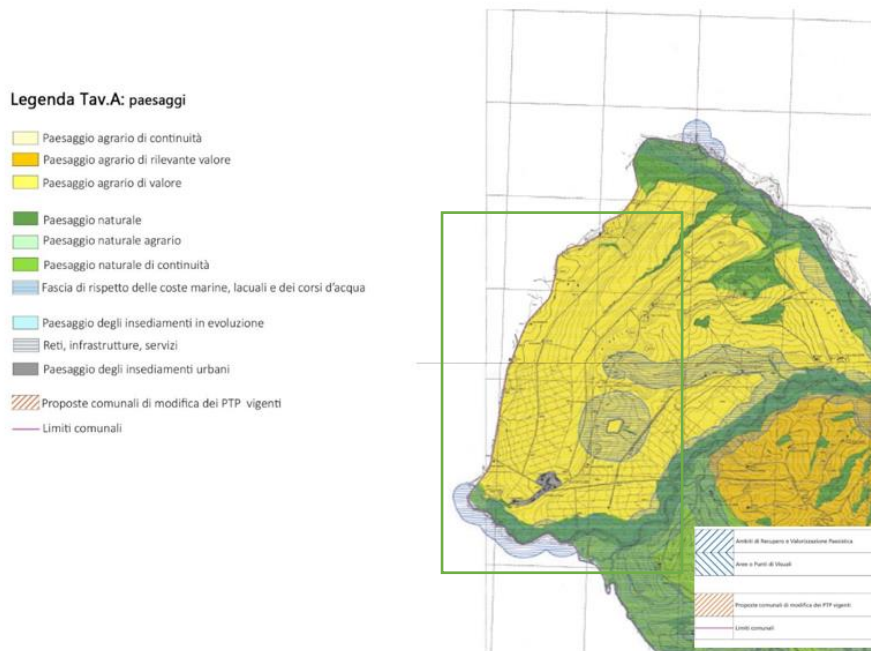 Legenda Tav.A: paesaggi
Paesaggio agrario di continuità
Paesaggio agrario di rilevante valore
Paesaggio agrario di valore
Paesaggio naturale
Paesaggio naturale agrario
Paesaggio naturale di continuità
Fascia di rispetto delle coste marine, lacuali e dei corsi d'acqua
Paesaggio degli insediamenti in evoluzione
Reti, infrastrutture, servizi
Paesaggio degli insediamenti urbani
Proposte comunali di modifica dei PTP vigenti
Limiti comunali
Ambiti di Recupero e Valorizzazione Paesistica
Aree o Punti di Visuali
Proposte comunali di modifica dei PTP vigenti
Limiti comunali